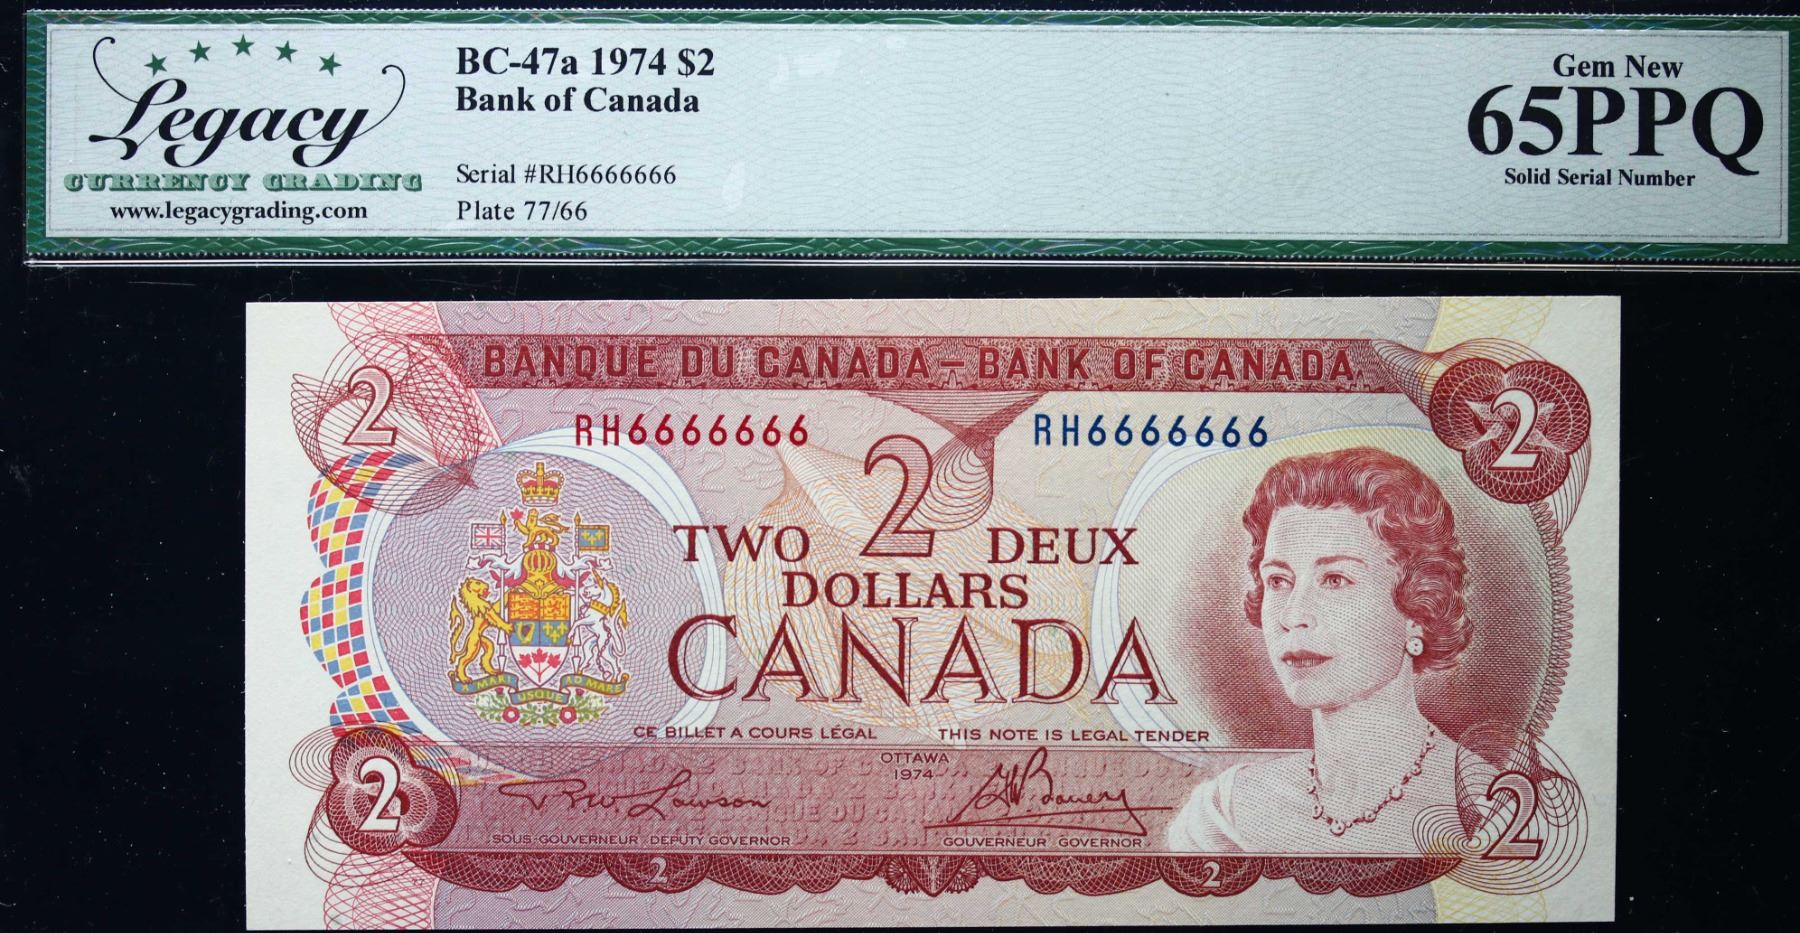 Legacy
CURRENCY GRADING
www.legacygrading.com
BC-47a 1974 $2
Bank of Canada
Serial #RH6666666
Plate 77/66
Gem New
65PPQ
Solid Serial Number
BANQUE DU CANADA – BANK OF CANADA
2
2
RH6666666
RH6666666
2
TWO DEUX
DOLLARS
CANADA
A MARI USQUE AD MARE
CE BILLET A COURS LÉGAL
THIS NOTE IS LEGAL TENDER
OTTAWA
1974
Lawson
Bouey
SOUS-GOUVERNEUR DEPUTY GOVERNOR
GOUVERNEUR GOVERNOR
2
2
2
2